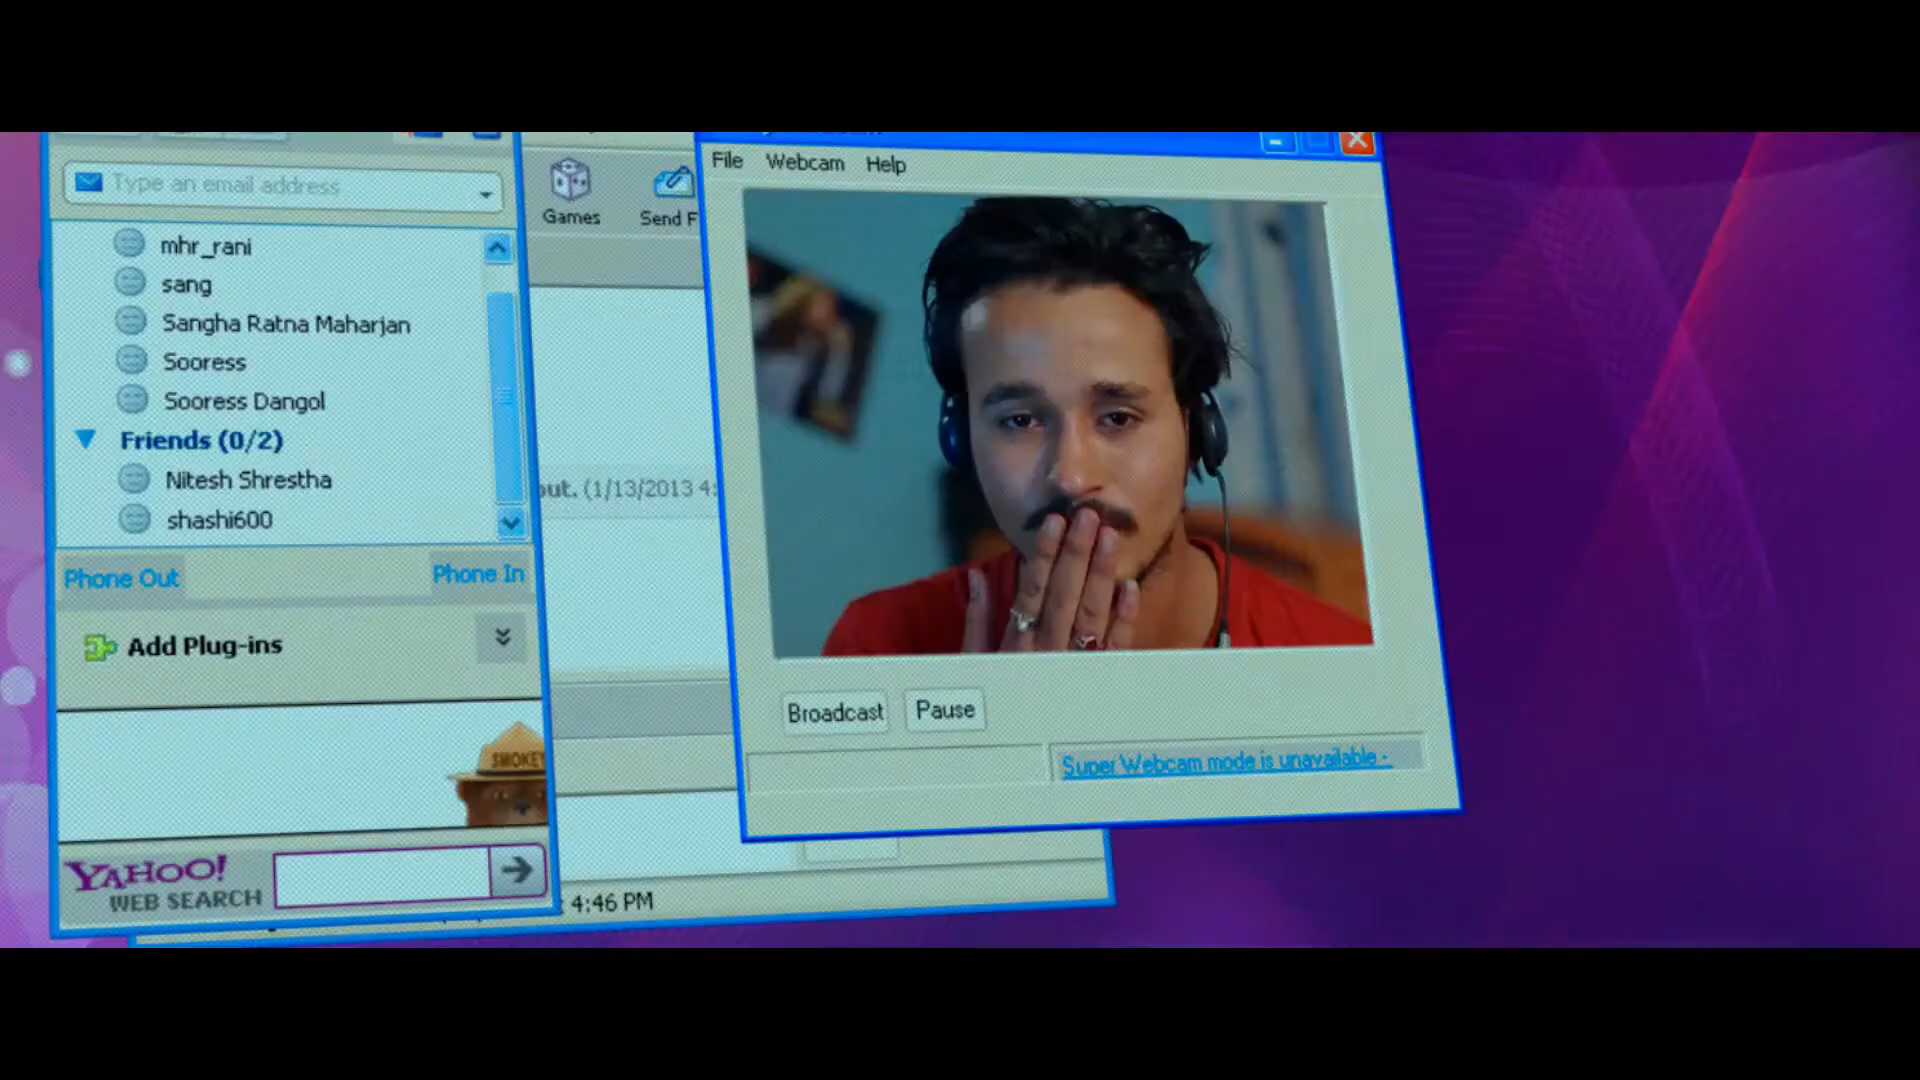 Type an email address
mhr_rani
sang
Sangha Ratna Maharjan
Sooress
Sooress Dangol
Friends (0/2)
Nitesh Shrestha
shashi600
Phone Out
Phone In
Add Plug-ins
SMOKEY
YAHOO!
WEB SEARCH
Games
Send F
out. (1/13/2013 4:
4:46 PM
File Webcam Help
Broadcast Pause
Super Webcam mode is unavailable -